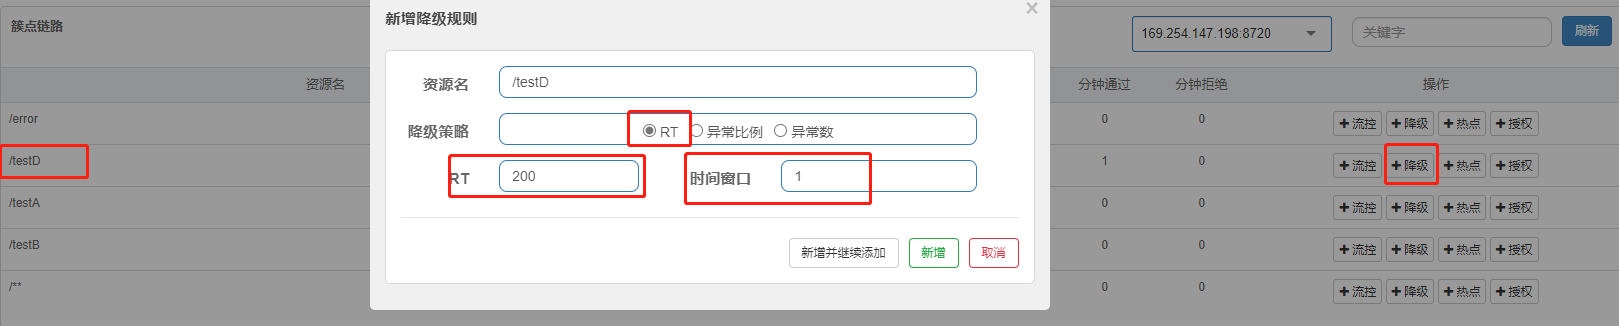 簇点链路
169.254.147.198:8720
关键字
刷新
资源名
分钟通过
分钟拒绝
操作
/error
0
0
+流控
+降级
+热点
+授权
/testD
1
0
+流控
+降级
+热点
+授权
/testA
0
0
+流控
+降级
+热点
+授权
/testB
0
0
+流控
+降级
+热点
+授权
/**
0
0
+流控
+降级
+热点
+授权
新增降级规则
×
资源名
/testD
降级策略
RT
异常比例
异常数
RT
200
时间窗口
1
新增并继续添加
新增
取消